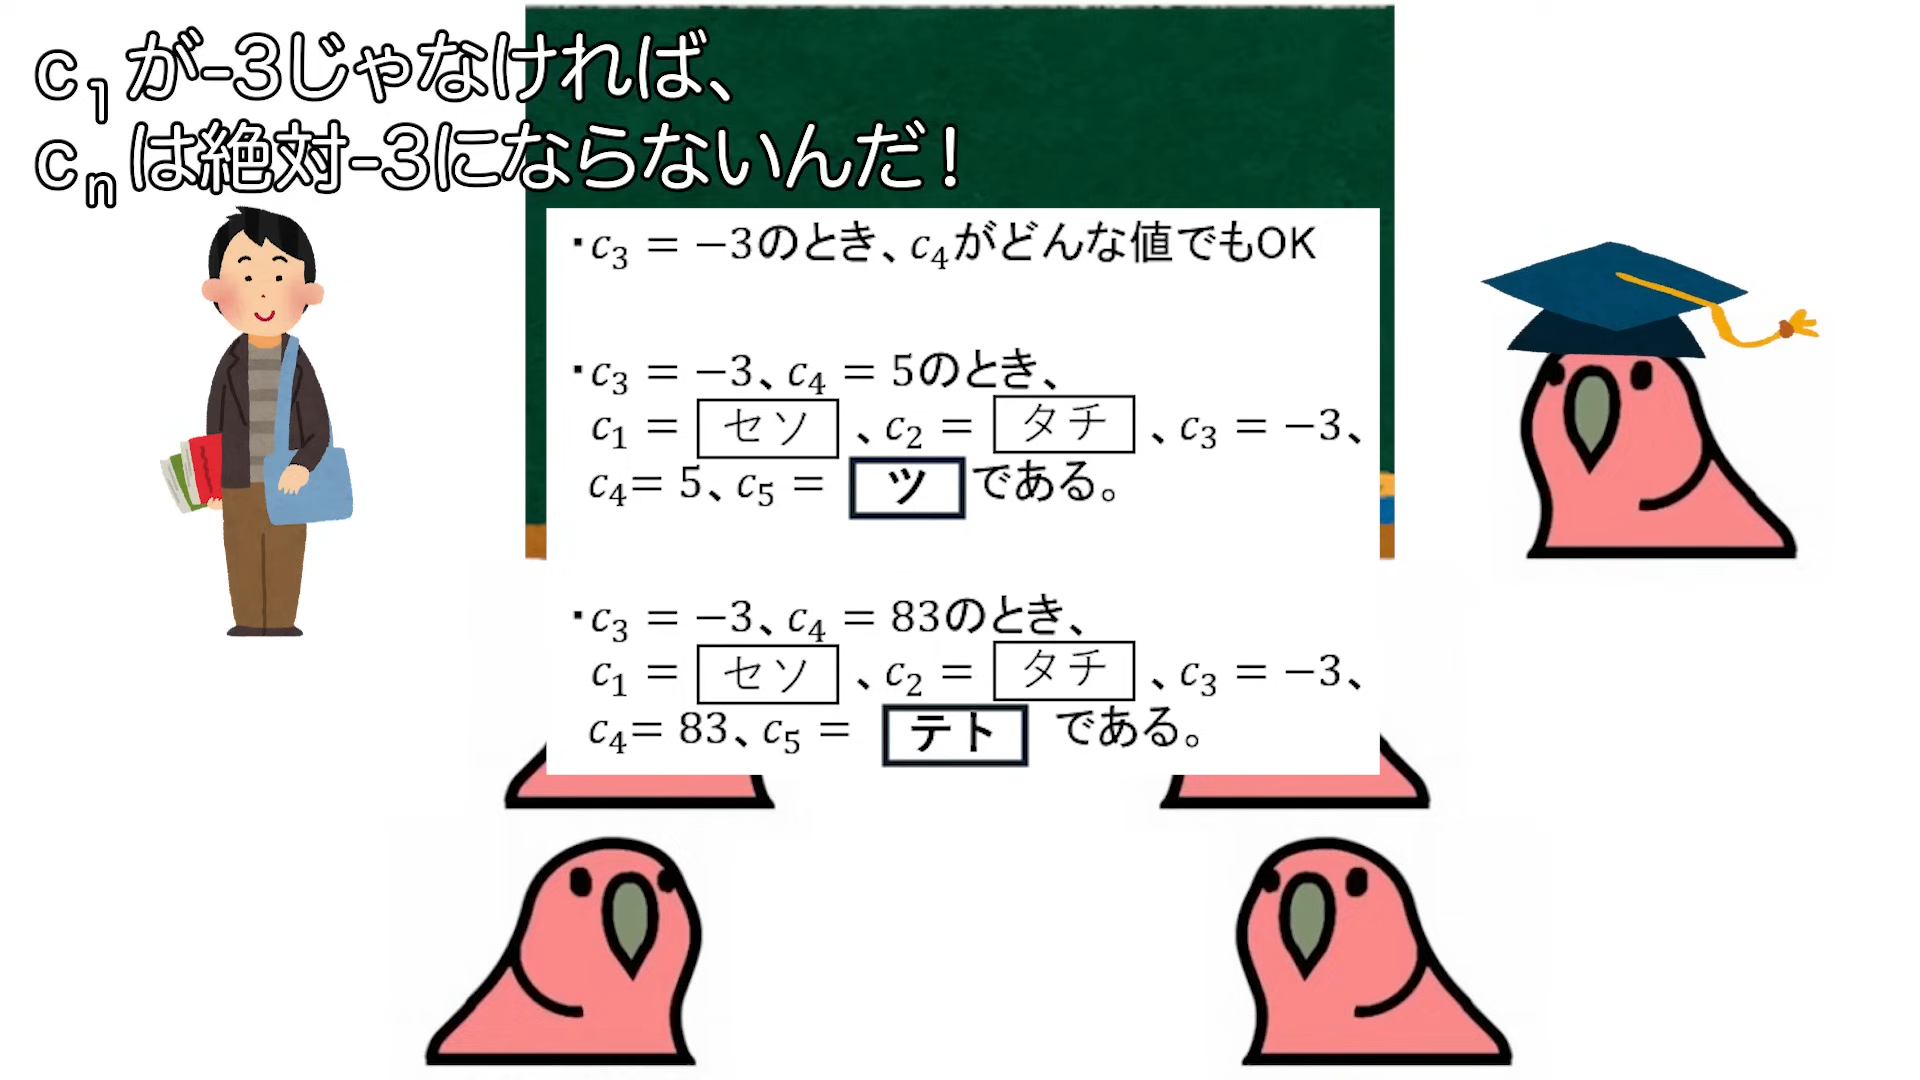 c₁が-3じゃなければ、
cₙは絶対-3にならないんだ！
・c₃ = −3のとき、c₄がどんな値でもOK
・c₃ = −3、c₄ = 5のとき、
c₁ = セソ 、c₂ = タチ 、c₃ = −3、
c₄= 5、c₅ = ツ である。
・c₃ = −3、c₄ = 83のとき、
c₁ = セソ 、c₂ = タチ 、c₃ = −3、
c₄= 83、c₅ = テト である。